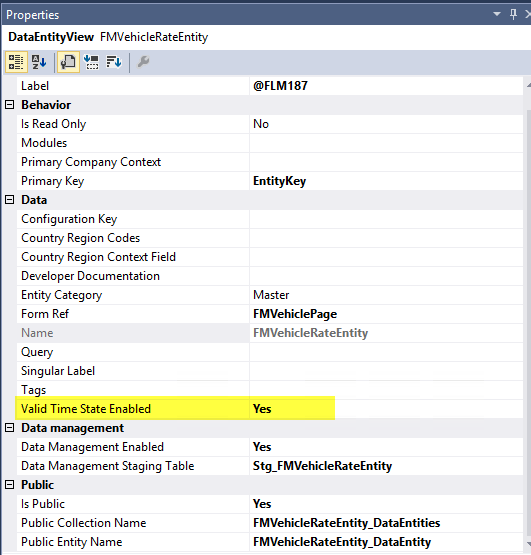 Properties
DataEntityView FMVehicleRateEntity
Label @FLM187
Behavior
Is Read Only No
Modules
Primary Company Context
Primary Key EntityKey
Data
Configuration Key
Country Region Codes
Country Region Context Field
Developer Documentation
Entity Category Master
Form Ref FMVehiclePage
Name FMVehicleRateEntity
Query
Singular Label
Tags
Valid Time State Enabled Yes
Data management
Data Management Enabled Yes
Data Management Staging Table Stg_FMVehicleRateEntity
Public
Is Public Yes
Public Collection Name FMVehicleRateEntity_DataEntities
Public Entity Name FMVehicleRateEntity_DataEntity